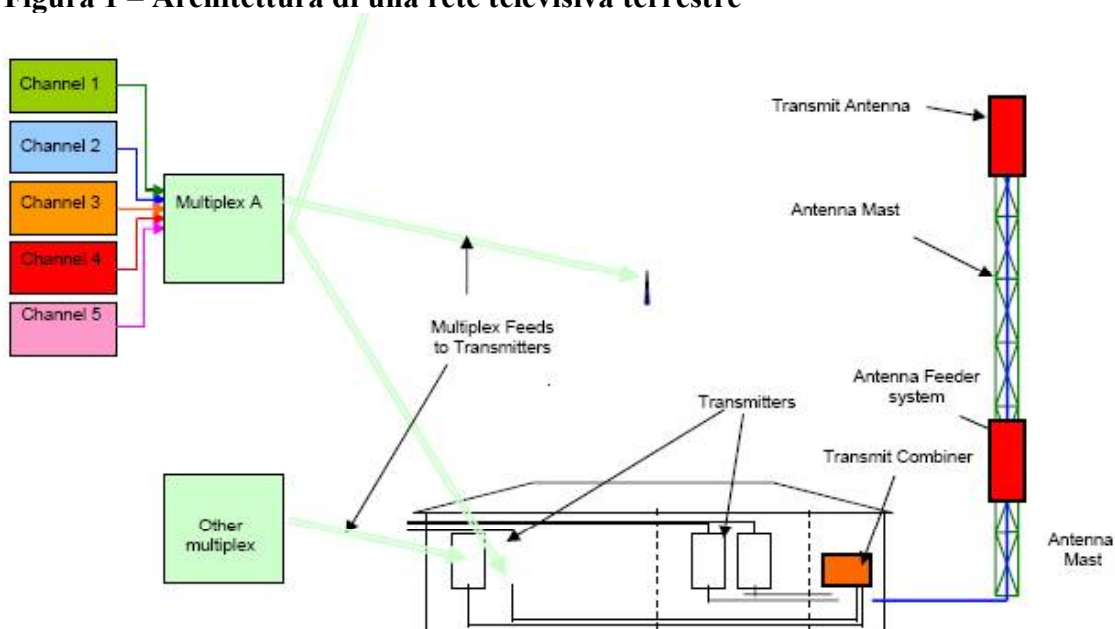 Figura 1 – Architettura di una rete televisiva terrestre
Channel 1
Channel 2
Channel 3
Channel 4
Channel 5
Multiplex A
Transmit Antenna
Antenna Mast
Multiplex Feeds
to Transmitters
Antenna Feeder
system
Transmitters
Transmit Combiner
Other
multiplex
Antenna
Mast